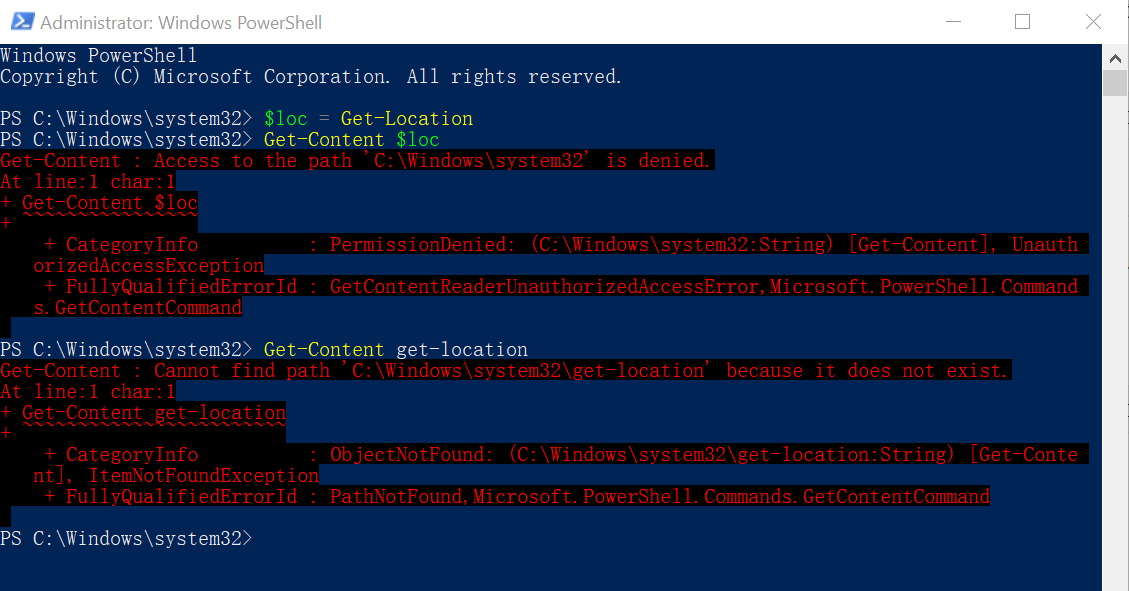 Administrator: Windows PowerShell
Windows PowerShell
Copyright (C) Microsoft Corporation. All rights reserved.
PS C:\Windows\system32> $loc = Get-Location
PS C:\Windows\system32> Get-Content $loc
Get-Content : Access to the path 'C:\Windows\system32' is denied.
At line:1 char:1
+ Get-Content $loc
+ ~~~~~~~~~~~~~~~~
    + CategoryInfo          : PermissionDenied: (C:\Windows\system32:String) [Get-Content], Unauth
   orizedAccessException
    + FullyQualifiedErrorId : GetContentReaderUnauthorizedAccessError,Microsoft.PowerShell.Command
   s.GetContentCommand
PS C:\Windows\system32> Get-Content get-location
Get-Content : Cannot find path 'C:\Windows\system32\get-location' because it does not exist.
At line:1 char:1
+ Get-Content get-location
+ ~~~~~~~~~~~~~~~~~~~~~~~~
    + CategoryInfo          : ObjectNotFound: (C:\Windows\system32\get-location:String) [Get-Conte
   nt], ItemNotFoundException
    + FullyQualifiedErrorId : PathNotFound,Microsoft.PowerShell.Commands.GetContentCommand
PS C:\Windows\system32>